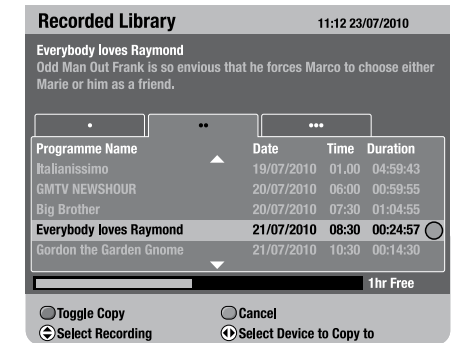 Recorded Library 11:12 23/07/2010
Everybody loves Raymond
Odd Man Out Frank is so envious that he forces Marco to choose either
Marie or him as a friend.
Programme Name Date Time Duration
Italianissimo 19/07/2010 01.00 04:59:43
GMTV NEWSHOUR 20/07/2010 06:00 00:59:55
Big Brother 20/07/2010 07:30 01:04:55
Everybody loves Raymond 21/07/2010 08:30 00:24:57
Gordon the Garden Gnome 21/07/2010 10:30 00:14:30
1hr Free
Toggle Copy Cancel
Select Recording Select Device to Copy to